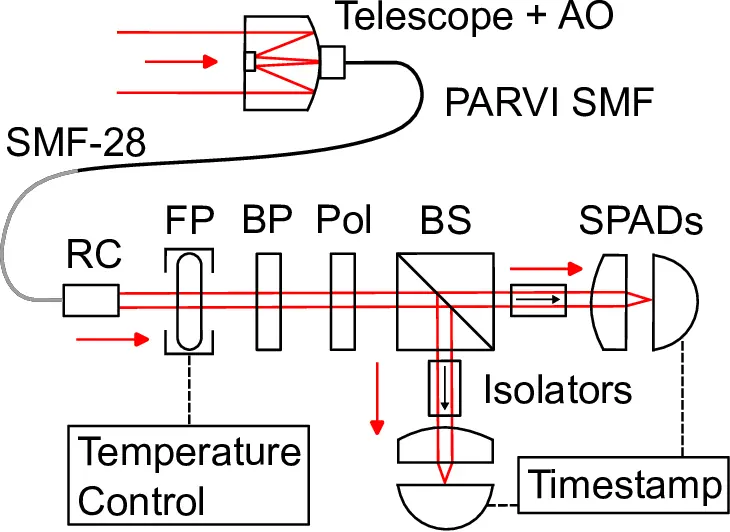 Telescope + AO
PARVI SMF
SMF-28
RC
FP
BP
Pol
BS
SPADs
Isolators
Temperature
Control
Timestamp